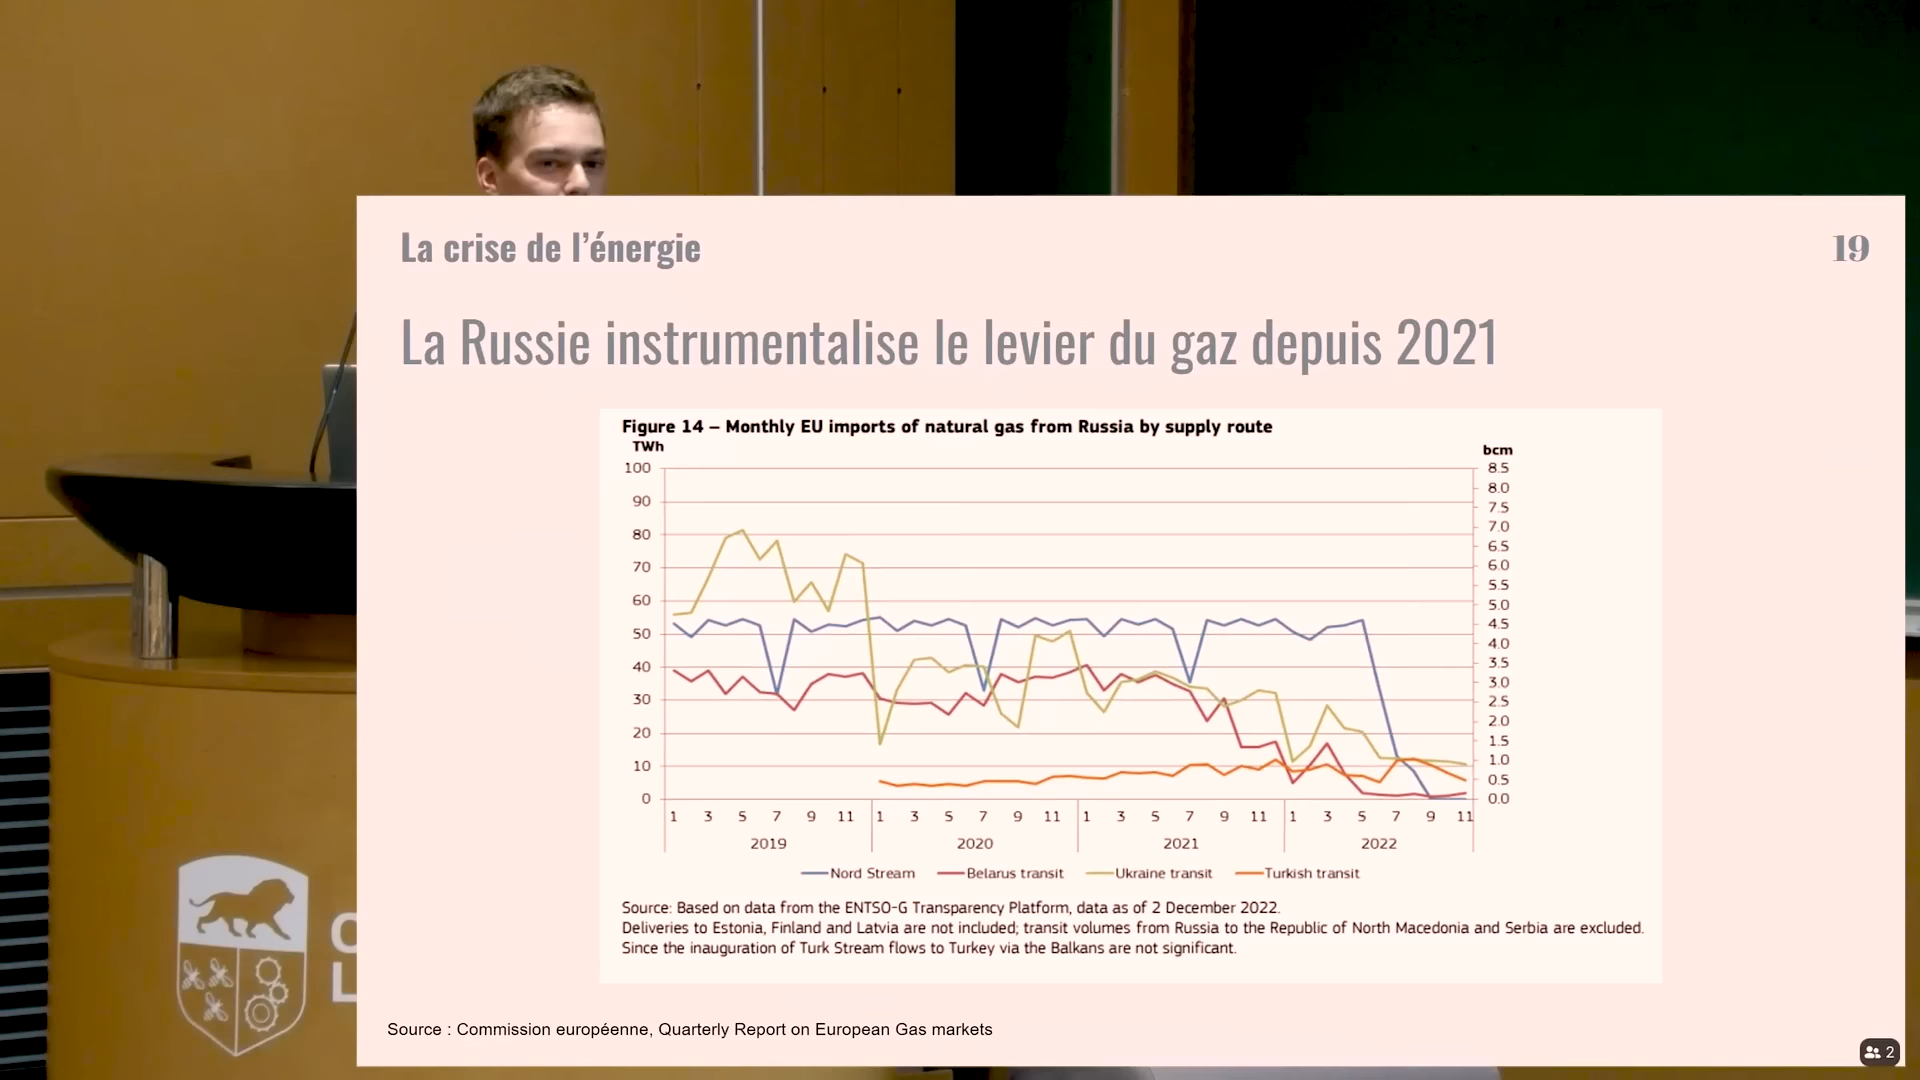 La crise de l’énergie
19
La Russie instrumentalise le levier du gaz depuis 2021
Figure 14 – Monthly EU imports of natural gas from Russia by supply route
TWh
bcm
100
90
80
70
60
50
40
30
20
10
0
8.5
8.0
7.5
7.0
6.5
6.0
5.5
5.0
4.5
4.0
3.5
3.0
2.5
2.0
1.5
1.0
0.5
0.0
1 3 5 7 9 11 1 3 5 7 9 11 1 3 5 7 9 11 1 3 5 7 9 11
2019 2020 2021 2022
Nord Stream Belarus transit Ukraine transit Turkish transit
Source: Based on data from the ENTSO-G Transparency Platform, data as of 2 December 2022.
Deliveries to Estonia, Finland and Latvia are not included; transit volumes from Russia to the Republic of North Macedonia and Serbia are excluded.
Since the inauguration of Turk Stream flows to Turkey via the Balkans are not significant.
Source : Commission européenne, Quarterly Report on European Gas markets
2